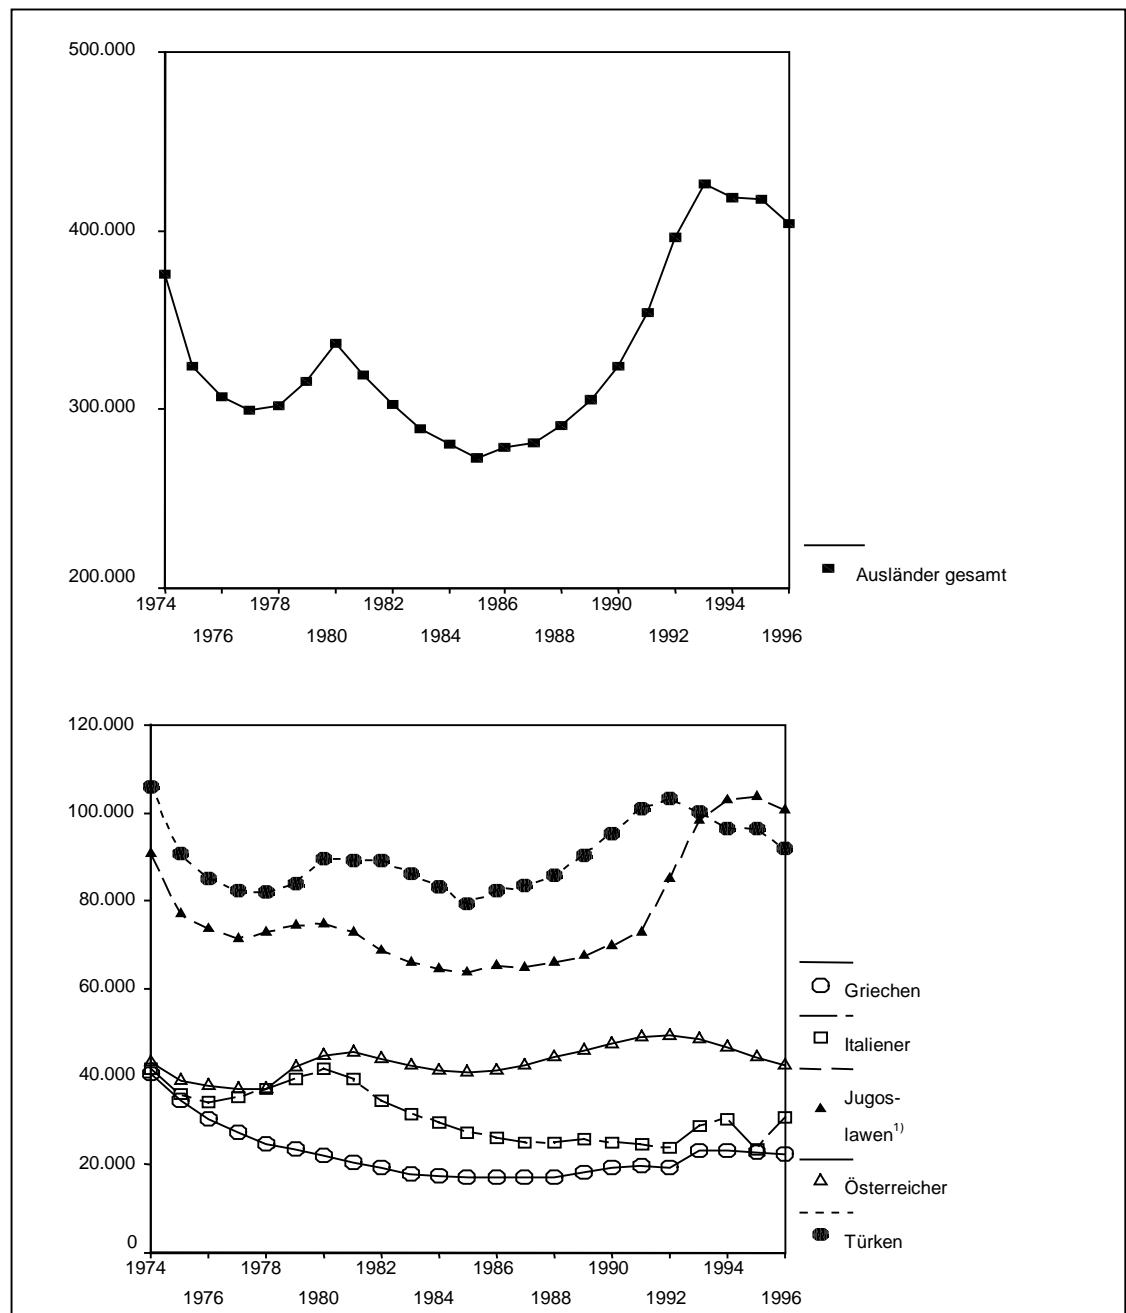 500.000
400.000
300.000
200.000
Ausländer gesamt
1974 1978 1982 1986 1990 1994
1976 1980 1984 1988 1992 1996
120.000
100.000
80.000
60.000
40.000
20.000
0
Griechen
Italiener
Jugos-
lawen1)
Österreicher
Türken
1974 1978 1982 1986 1990 1994
1976 1980 1984 1988 1992 1996